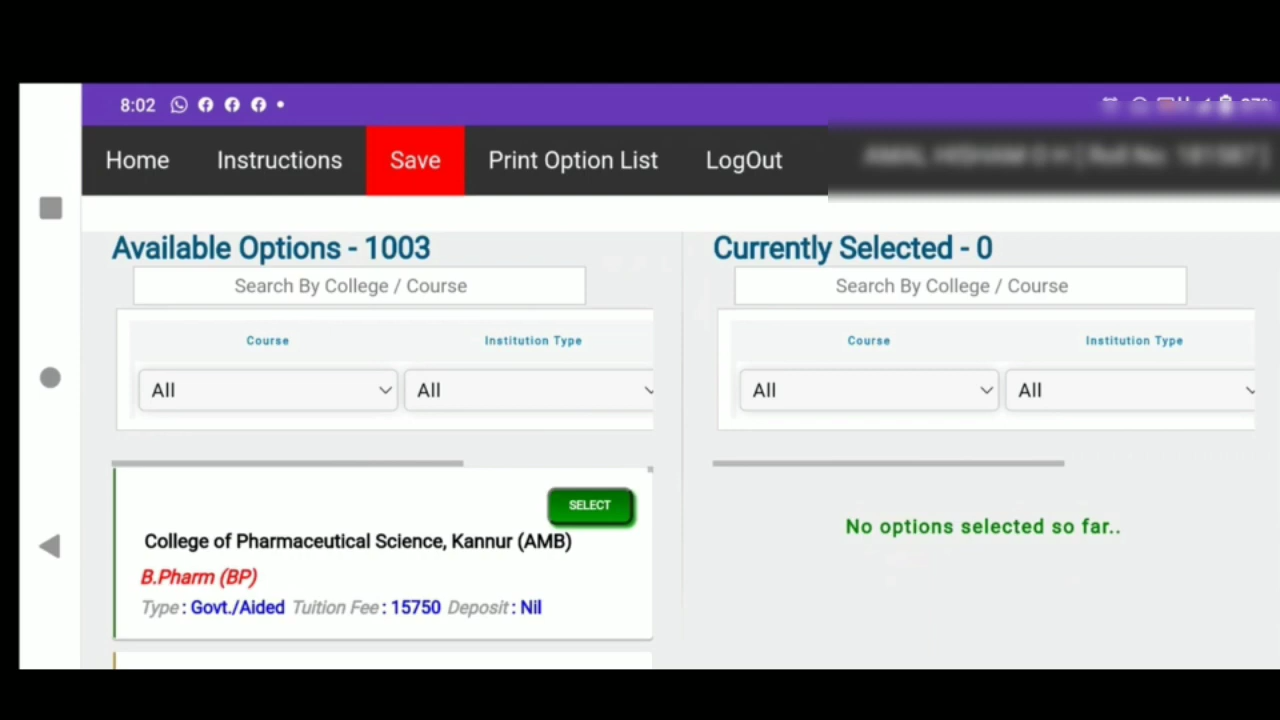 8:02
Home Instructions Save Print Option List LogOut
Available Options - 1003
Search By College / Course
Course Institution Type
All All
SELECT
College of Pharmaceutical Science, Kannur (AMB)
B.Pharm (BP)
Type : Govt./Aided Tuition Fee : 15750 Deposit : Nil
Currently Selected - 0
Search By College / Course
Course Institution Type
All All
No options selected so far..